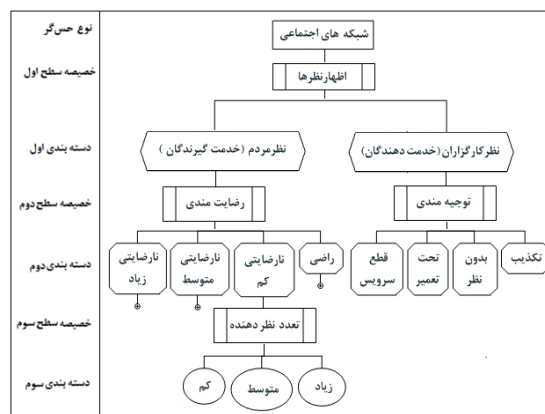 نوع حس‌گر
شبکه های اجتماعی
خصیصه سطح اول
اظهارنظرها
دسته بندی اول
نظرکارگزاران(خدمت دهندگان)
نظرمردم (خدمت گیرندگان )
خصیصه سطح دوم
توجیه مندی
رضایت مندی
دسته بندی دوم
تکذیب
بدون
نظر
تحت
تعمیر
قطع
سرویس
راضی
نارضایتی
کم
نارضایتی
متوسط
نارضایتی
زیاد
خصیصه سطح سوم
تعدد نظر دهنده
دسته بندی سوم
زیاد
متوسط
کم